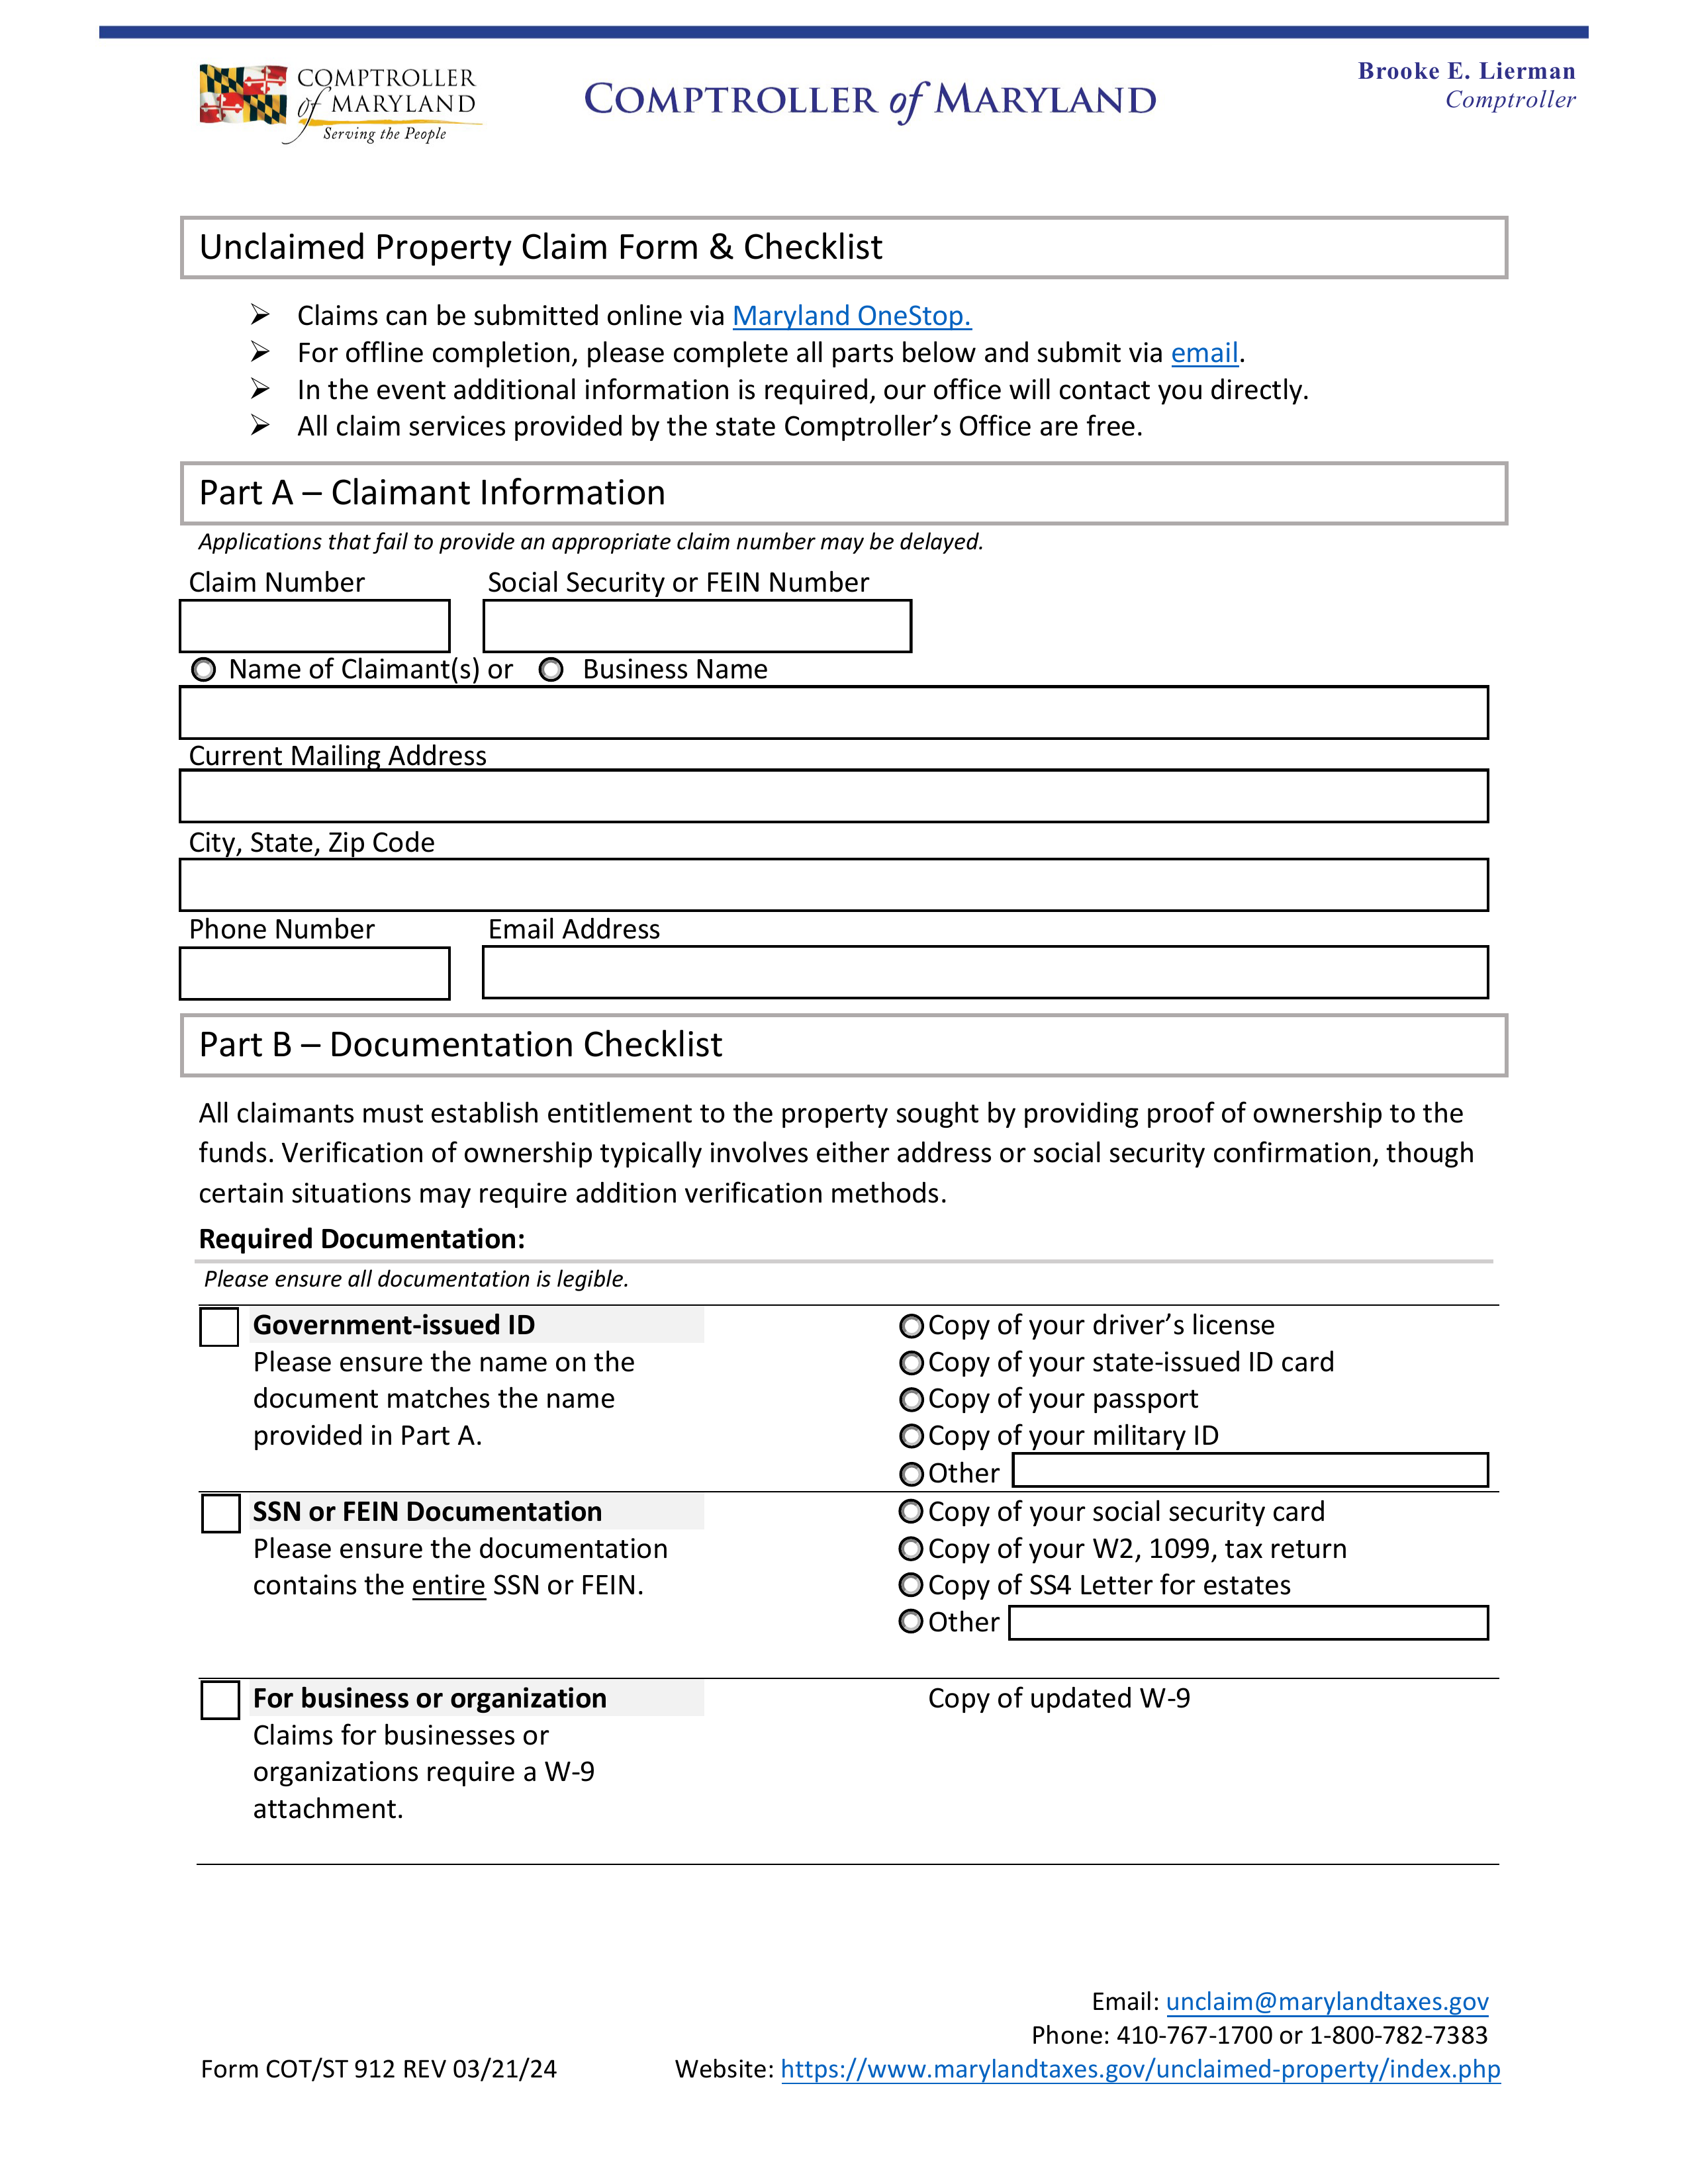 COMPTROLLER
of MARYLAND
Serving the People
COMPTROLLER of MARYLAND
Brooke E. Lierman
Comptroller
Unclaimed Property Claim Form & Checklist
➢ Claims can be submitted online via Maryland OneStop.
➢ For offline completion, please complete all parts below and submit via email.
➢ In the event additional information is required, our office will contact you directly.
➢ All claim services provided by the state Comptroller’s Office are free.
Part A – Claimant Information
Applications that fail to provide an appropriate claim number may be delayed.
Claim Number Social Security or FEIN Number
Name of Claimant(s) or Business Name
Current Mailing Address
City, State, Zip Code
Phone Number Email Address
Part B – Documentation Checklist
All claimants must establish entitlement to the property sought by providing proof of ownership to the
funds. Verification of ownership typically involves either address or social security confirmation, though
certain situations may require addition verification methods.
Required Documentation:
Please ensure all documentation is legible.
Government-issued ID
Please ensure the name on the
document matches the name
provided in Part A.
Copy of your driver’s license
Copy of your state-issued ID card
Copy of your passport
Copy of your military ID
Other
SSN or FEIN Documentation
Please ensure the documentation
contains the entire SSN or FEIN.
Copy of your social security card
Copy of your W2, 1099, tax return
Copy of SS4 Letter for estates
Other
For business or organization
Claims for businesses or
organizations require a W-9
attachment.
Copy of updated W-9
Email: unclaim@marylandtaxes.gov
Phone: 410-767-1700 or 1-800-782-7383
Form COT/ST 912 REV 03/21/24 Website: https://www.marylandtaxes.gov/unclaimed-property/index.php